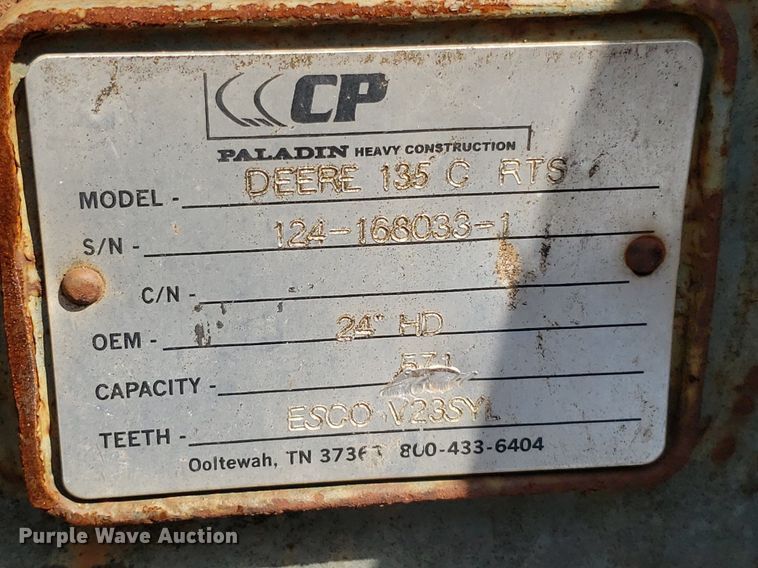 CP
PALADIN HEAVY CONSTRUCTION
MODEL - DEERE 135 C RTS
S/N - 124-168033-1
C/N -
OEM - 24" HD
CAPACITY -
TEETH - ESCO V23SYL
Ooltewah, TN 800-433-6404
Purple Wave Auction